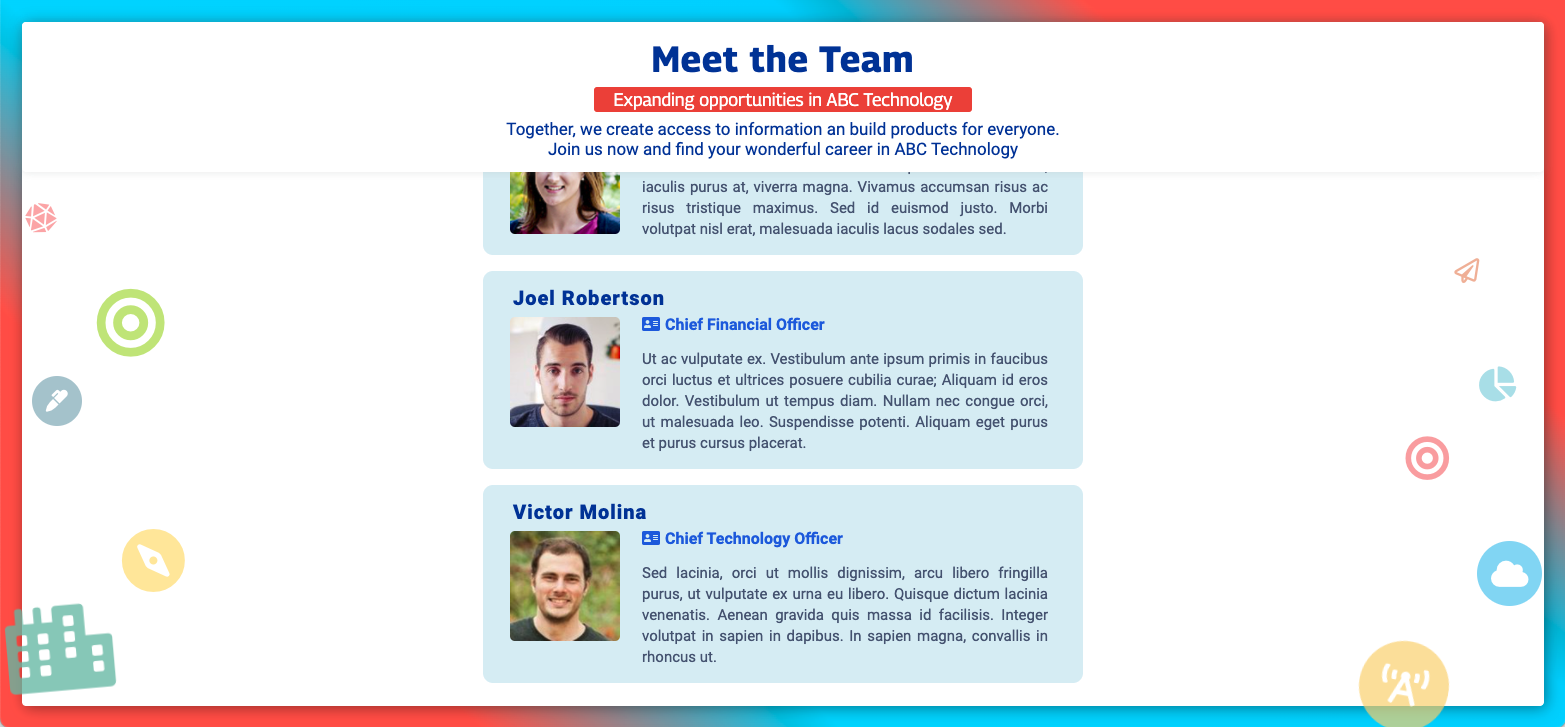 Meet the Team
Expanding opportunities in ABC Technology
Together, we create access to information an build products for everyone.
Join us now and find your wonderful career in ABC Technology
iaculis purus at, viverra magna. Vivamus accumsan risus ac
risus tristique maximus. Sed id euismod justo. Morbi
volutpat nisl erat, malesuada iaculis lacus sodales sed.
Joel Robertson
Chief Financial Officer
Ut ac vulputate ex. Vestibulum ante ipsum primis in faucibus
orci luctus et ultrices posuere cubilia curae; Aliquam id eros
dolor. Vestibulum ut tempus diam. Nullam nec congue orci,
ut malesuada leo. Suspendisse potenti. Aliquam eget purus
et purus cursus placerat.
Victor Molina
Chief Technology Officer
Sed lacinia, orci ut mollis dignissim, arcu libero fringilla
purus, ut vulputate ex urna eu libero. Quisque dictum lacinia
venenatis. Aenean gravida quis massa id facilisis. Integer
volutpat in sapien in dapibus. In sapien magna, convallis in
rhoncus ut.